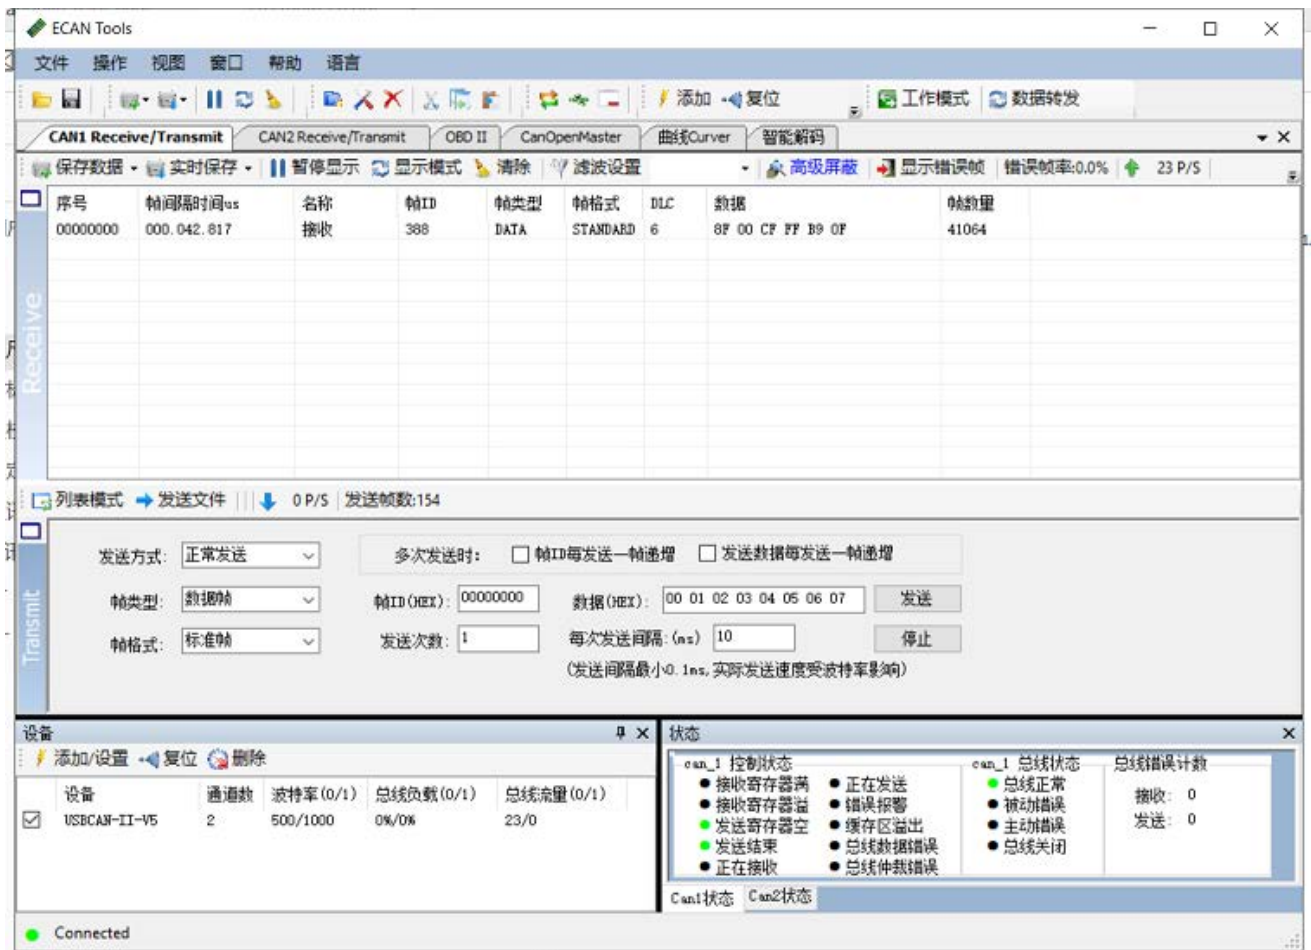 ECAN Tools
文件 操作 视图 窗口 帮助 语言
添加 复位 工作模式 数据转发
CAN1 Receive/Transmit CAN2 Receive/Transmit OBD II CanOpenMaster 曲线Curver 智能解码
保存数据 实时保存 暂停显示 显示模式 清除 滤波设置 高级屏蔽 显示错误帧 错误帧率:0.0% 23 P/S
序号 帧间隔时间us 名称 帧ID 帧类型 帧格式 DLC 数据 帧数量
00000000 000.042.817 接收 388 DATA STANDARD 6 8F 00 CF FF B9 0F 41064
Receive
列表模式 发送文件 0 P/S 发送帧数:154
发送方式: 正常发送 多次发送时: 帧ID每发送一帧递增 发送数据每发送一帧递增
帧类型: 数据帧 帧ID(HEX): 00000000 数据(HEX): 00 01 02 03 04 05 06 07 发送
帧格式: 标准帧 发送次数: 1 每次发送间隔:(ms) 10 停止
(发送间隔最小0.1ms,实际发送速度受波特率影响)
Transmit
设备
添加/设置 复位 删除
设备 通道数 波特率(0/1) 总线负载(0/1) 总线流量(0/1)
USBCAN-II-V5 2 500/1000 0%/0% 23/0
状态
can_1 控制状态 can_1 总线状态 总线错误计数
接收寄存器满 正在发送 总线正常 接收: 0
接收寄存器溢 错误报警 被动错误
发送寄存器空 缓存区溢出 主动错误 发送: 0
发送结束 总线数据错误 总线关闭
正在接收 总线仲裁错误
Can1状态 Can2状态
Connected